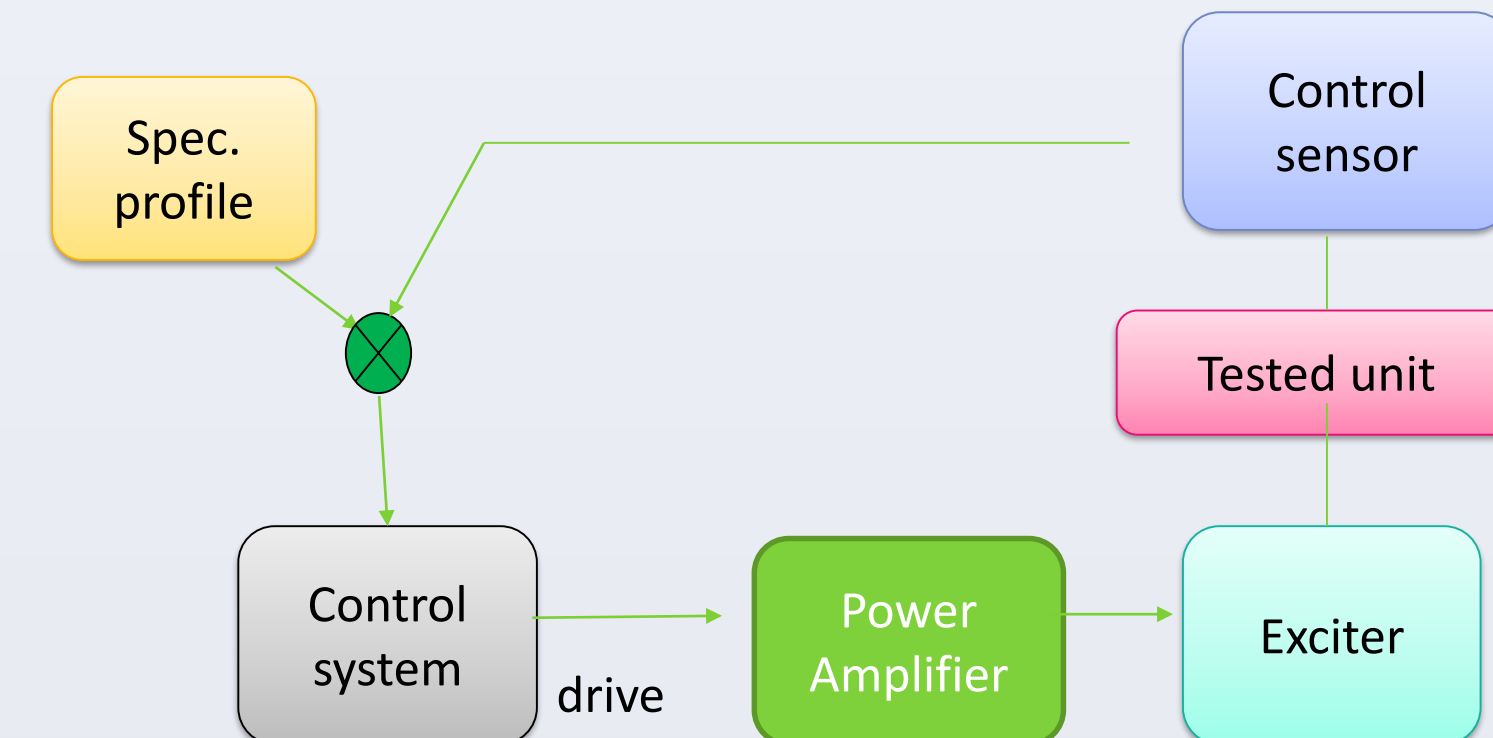 Control
sensor
Spec.
profile
Tested unit
Control
system
drive
Power
Amplifier
Exciter